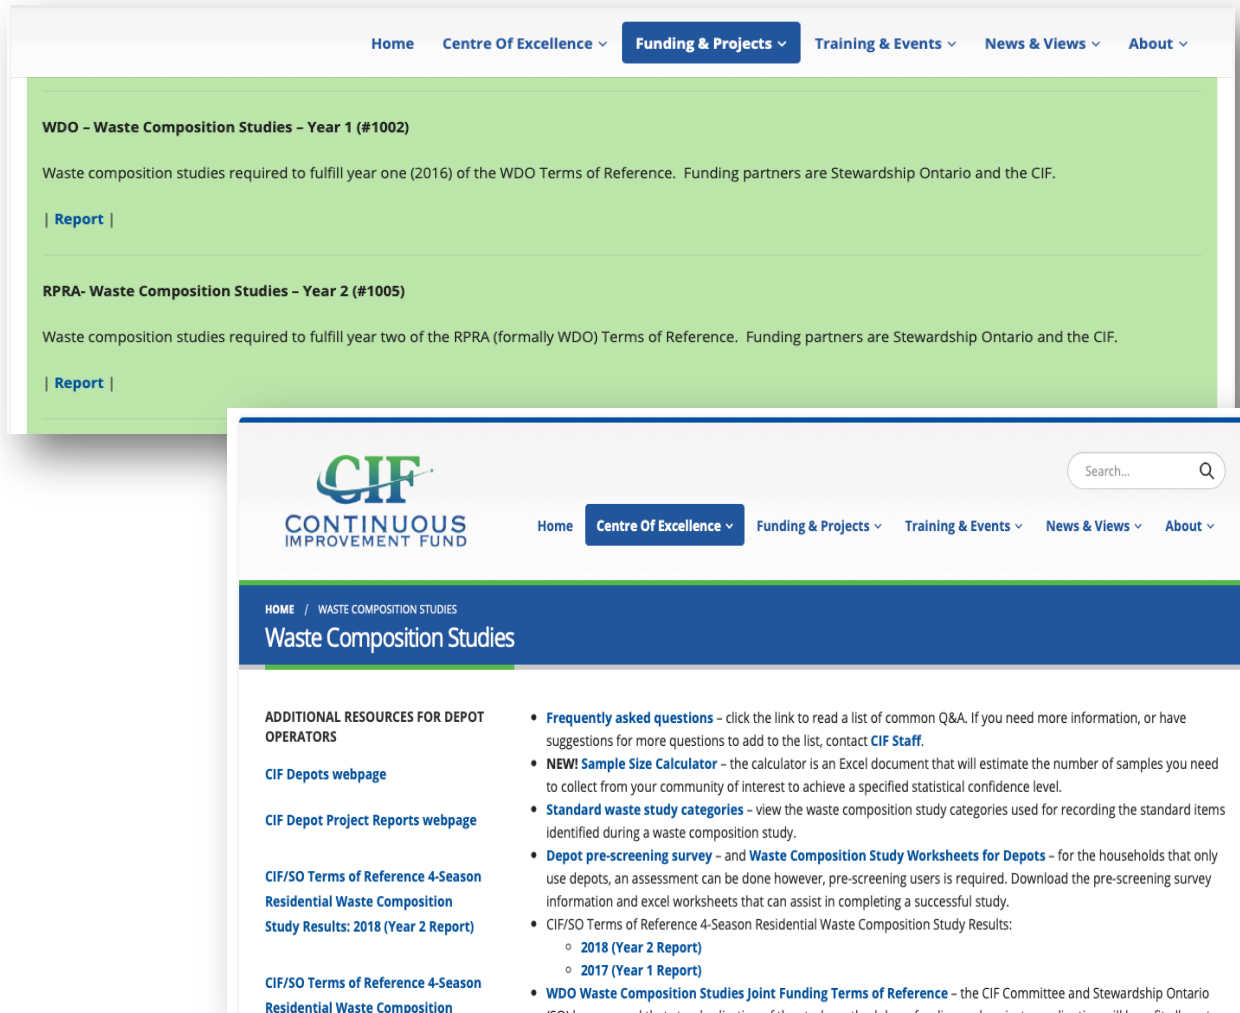 Home Centre Of Excellence Funding & Projects Training & Events News & Views About
WDO – Waste Composition Studies – Year 1 (#1002)
Waste composition studies required to fulfill year one (2016) of the WDO Terms of Reference.  Funding partners are Stewardship Ontario and the CIF.
| Report |
RPRA- Waste Composition Studies – Year 2 (#1005)
Waste composition studies required to fulfill year two of the RPRA (formally WDO) Terms of Reference.  Funding partners are Stewardship Ontario and the CIF.
| Report |
CIF
CONTINUOUS
IMPROVEMENT FUND
Search...
Home Centre Of Excellence Funding & Projects Training & Events News & Views About
HOME / WASTE COMPOSITION STUDIES
Waste Composition Studies
ADDITIONAL RESOURCES FOR DEPOT
OPERATORS
CIF Depots webpage
CIF Depot Project Reports webpage
CIF/SO Terms of Reference 4-Season
Residential Waste Composition
Study Results: 2018 (Year 2 Report)
CIF/SO Terms of Reference 4-Season
Residential Waste Composition
• Frequently asked questions – click the link to read a list of common Q&A. If you need more information, or have
suggestions for more questions to add to the list, contact CIF Staff.
• NEW! Sample Size Calculator – the calculator is an Excel document that will estimate the number of samples you need
to collect from your community of interest to achieve a specified statistical confidence level.
• Standard waste study categories – view the waste composition study categories used for recording the standard items
identified during a waste composition study.
• Depot pre-screening survey – and Waste Composition Study Worksheets for Depots – for the households that only
use depots, an assessment can be done however, pre-screening users is required. Download the pre-screening survey
information and excel worksheets that can assist in completing a successful study.
• CIF/SO Terms of Reference 4-Season Residential Waste Composition Study Results:
◦ 2018 (Year 2 Report)
◦ 2017 (Year 1 Report)
• WDO Waste Composition Studies Joint Funding Terms of Reference – the CIF Committee and Stewardship Ontario